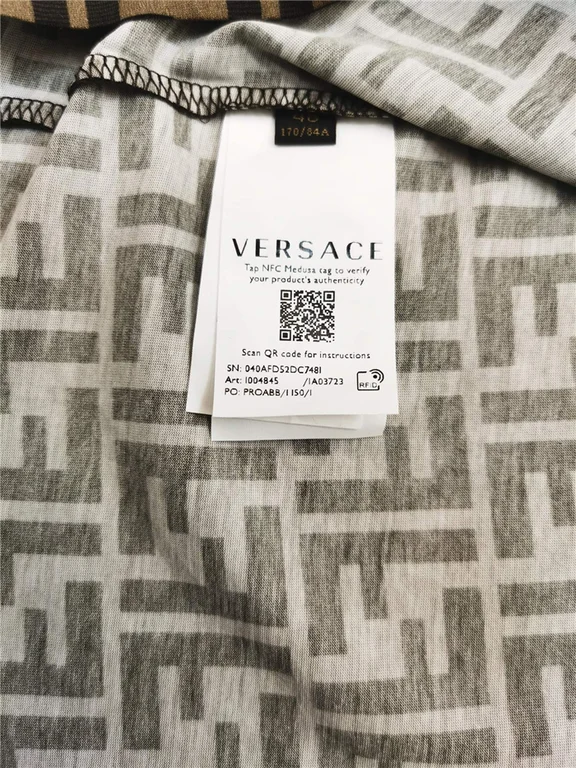 170/84A
VERSACE
Tap NFC Medusa tag to verify
your product's authenticity
Scan QR code for instructions
SN: 040AFD52DC7481
Art: 1004845 /1A03723
PO: PROABB/1150/1
RFID